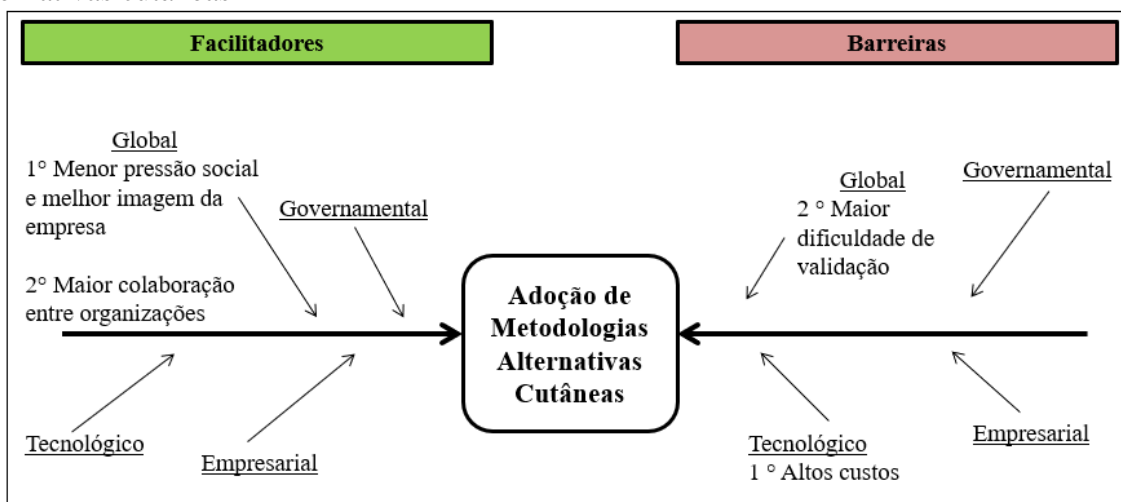 Facilitadores
Barreiras
Global
1° Menor pressão social
e melhor imagem da
empresa
2° Maior colaboração
entre organizações
Governamental
Tecnológico
Empresarial
Adoção de
Metodologias
Alternativas
Cutâneas
Global
2 ° Maior
dificuldade de
validação
Governamental
Tecnológico
1 ° Altos custos
Empresarial